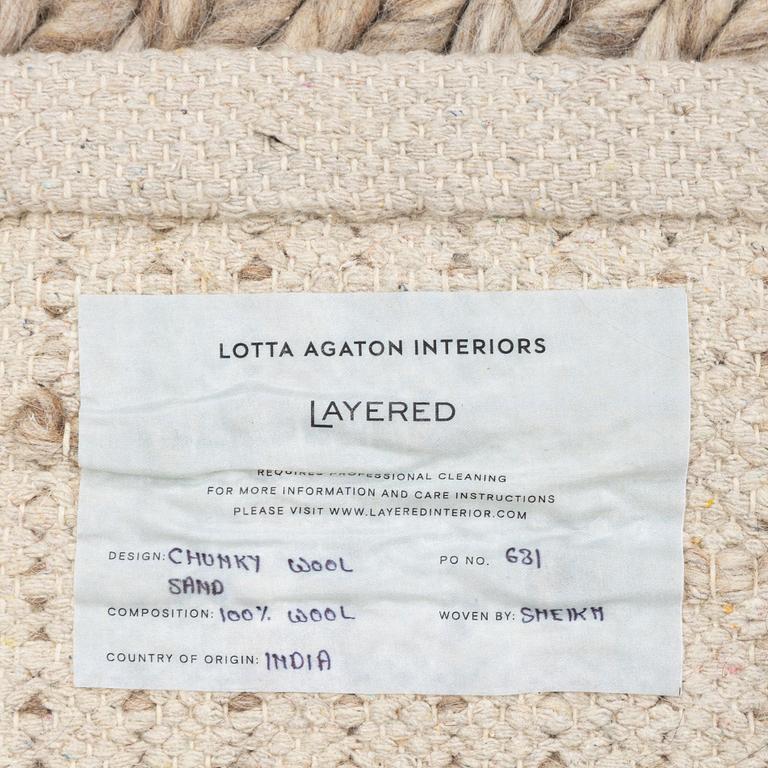 LOTTA AGATON INTERIORS
LAYERED
REQUIRES PROFESSIONAL CLEANING
FOR MORE INFORMATION AND CARE INSTRUCTIONS
PLEASE VISIT WWW.LAYEREDINTERIOR.COM
DESIGN: CHUNKY WOOL PO NO. 631
SAND
COMPOSITION: 100% WOOL WOVEN BY: SHEIKH
COUNTRY OF ORIGIN: INDIA